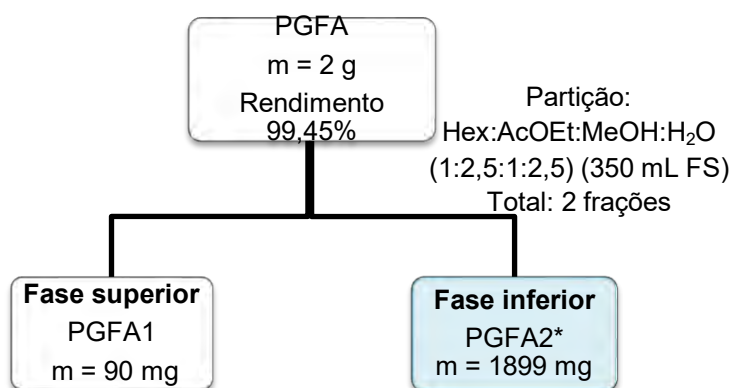 PGFA
m = 2 g
Rendimento
99,45%
Partição:
Hex:AcOEt:MeOH:H₂O
(1:2,5:1:2,5) (350 mL FS)
Total: 2 frações
Fase superior
PGFA1
m = 90 mg
Fase inferior
PGFA2*
m = 1899 mg